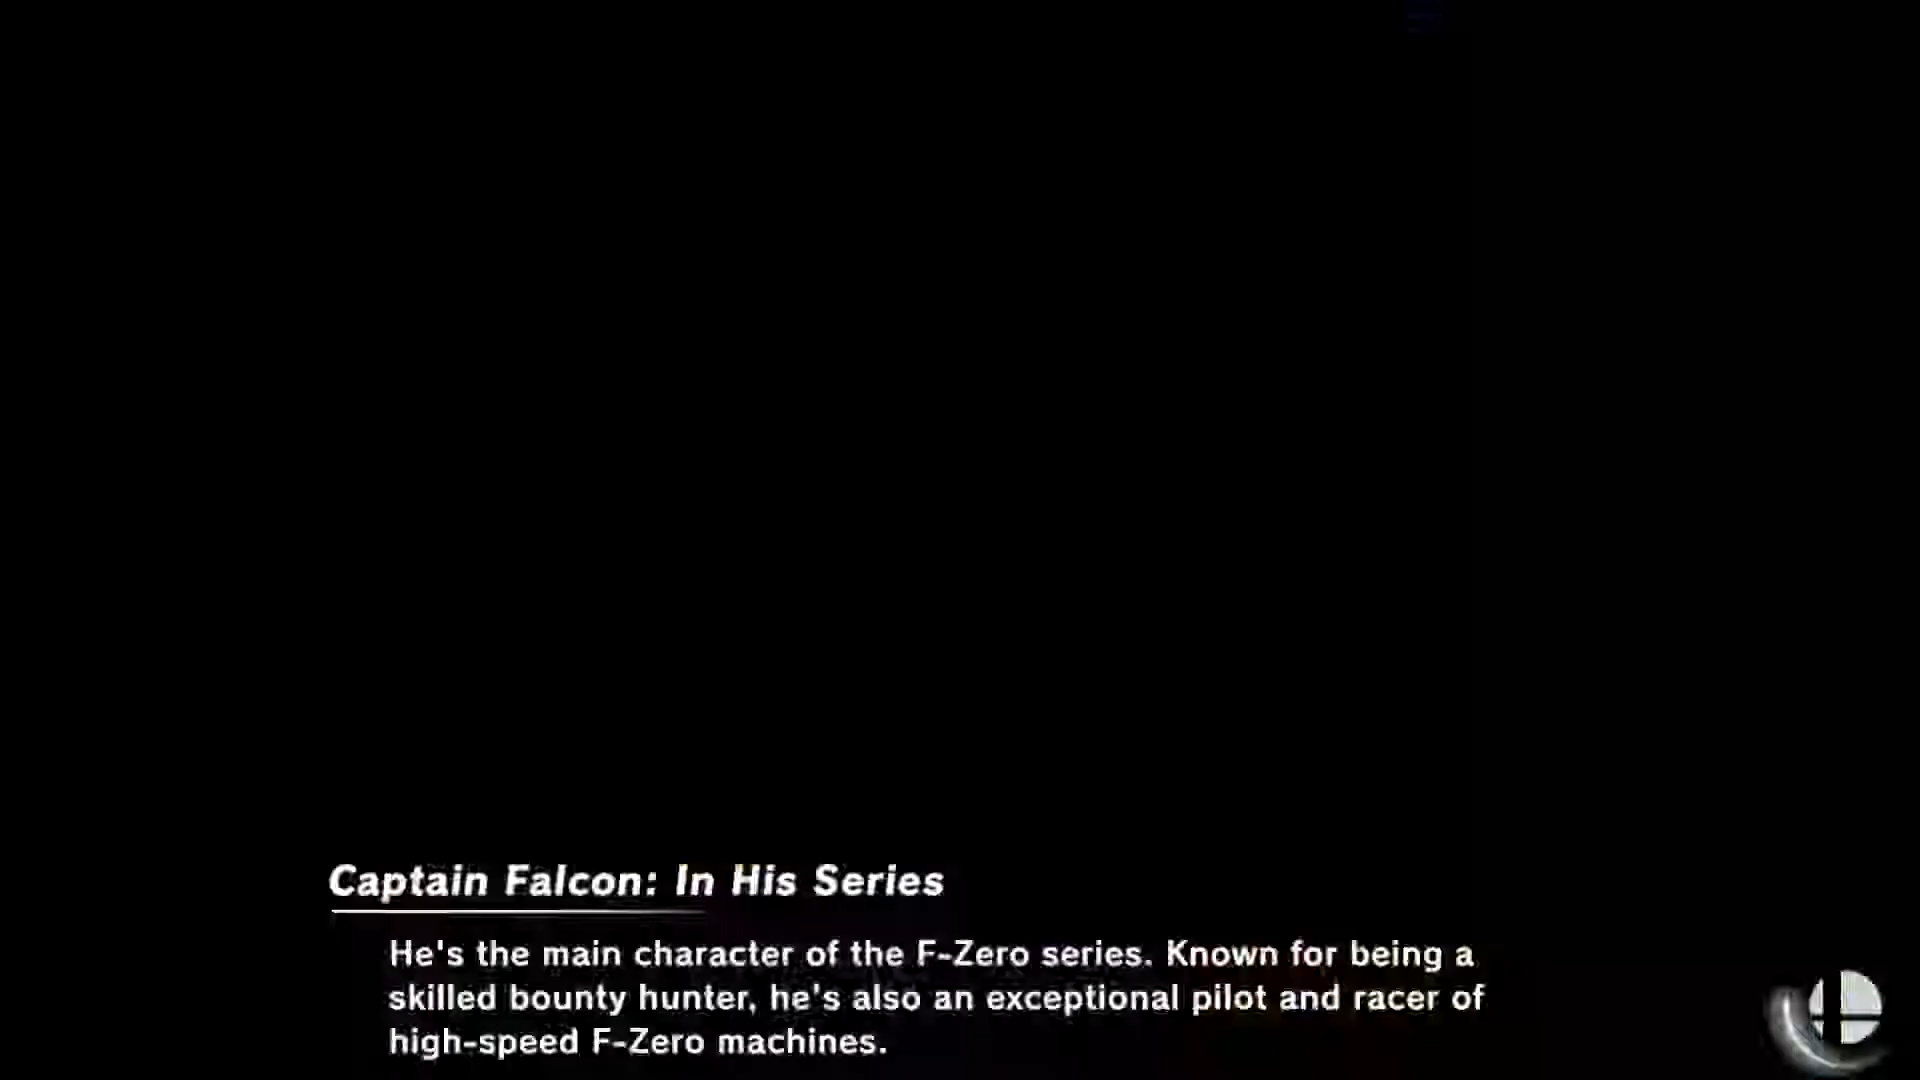 Captain Falcon: In His Series
He's the main character of the F-Zero series. Known for being a
skilled bounty hunter, he's also an exceptional pilot and racer of
high-speed F-Zero machines.